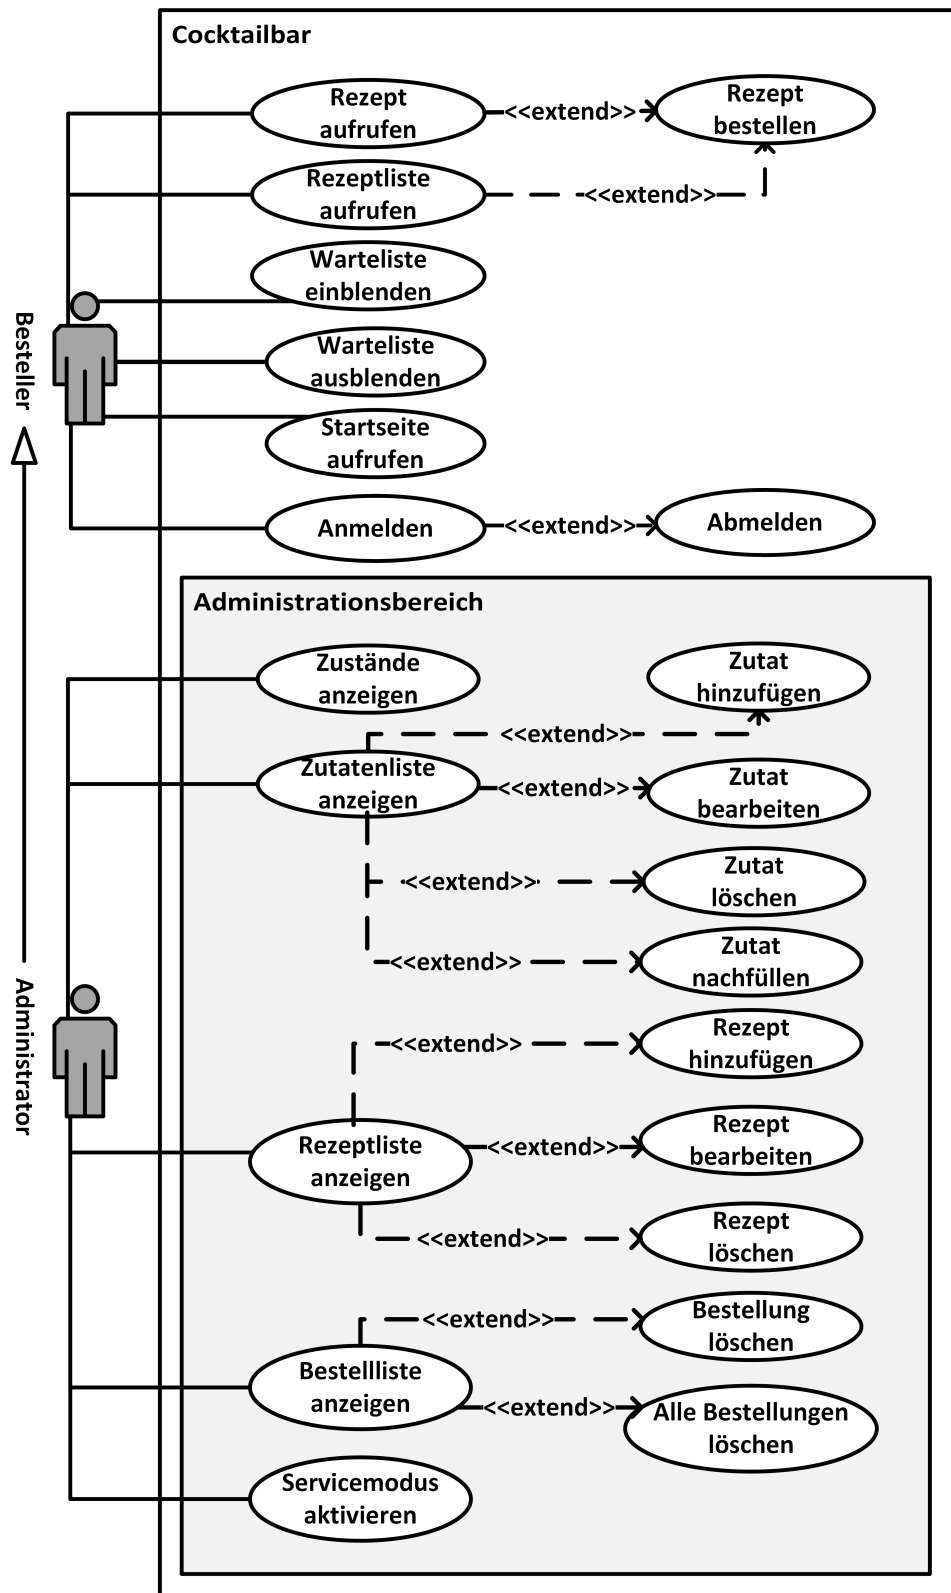 Cocktailbar
Rezept
aufrufen
<<extend>>
Rezept
bestellen
Rezeptliste
aufrufen
<<extend>>
Warteliste
einblenden
Besteller
Warteliste
ausblenden
Startseite
aufrufen
Anmelden
<<extend>>
Abmelden
Administrationsbereich
Zustände
anzeigen
Zutat
hinzufügen
<<extend>>
Zutatenliste
anzeigen
<<extend>>
Zutat
bearbeiten
<<extend>>
Zutat
löschen
<<extend>>
Zutat
nachfüllen
Administrator
<<extend>>
Rezept
hinzufügen
Rezeptliste
anzeigen
<<extend>>
Rezept
bearbeiten
<<extend>>
Rezept
löschen
<<extend>>
Bestellung
löschen
Bestellliste
anzeigen
<<extend>>
Alle Bestellungen
löschen
Servicemodus
aktivieren